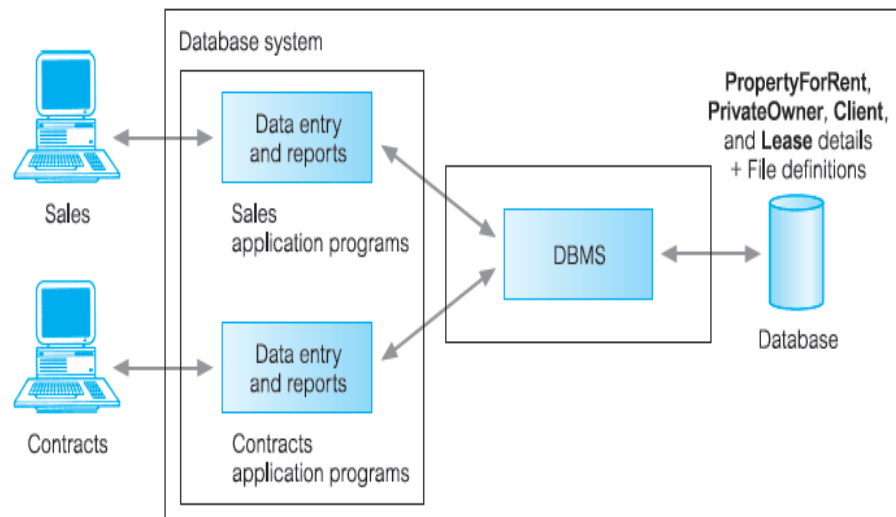 Database system
Data entry
and reports
Sales
Sales
application programs
PropertyForRent,
PrivateOwner, Client,
and Lease details
+ File definitions
DBMS
Database
Data entry
and reports
Contracts
Contracts
application programs